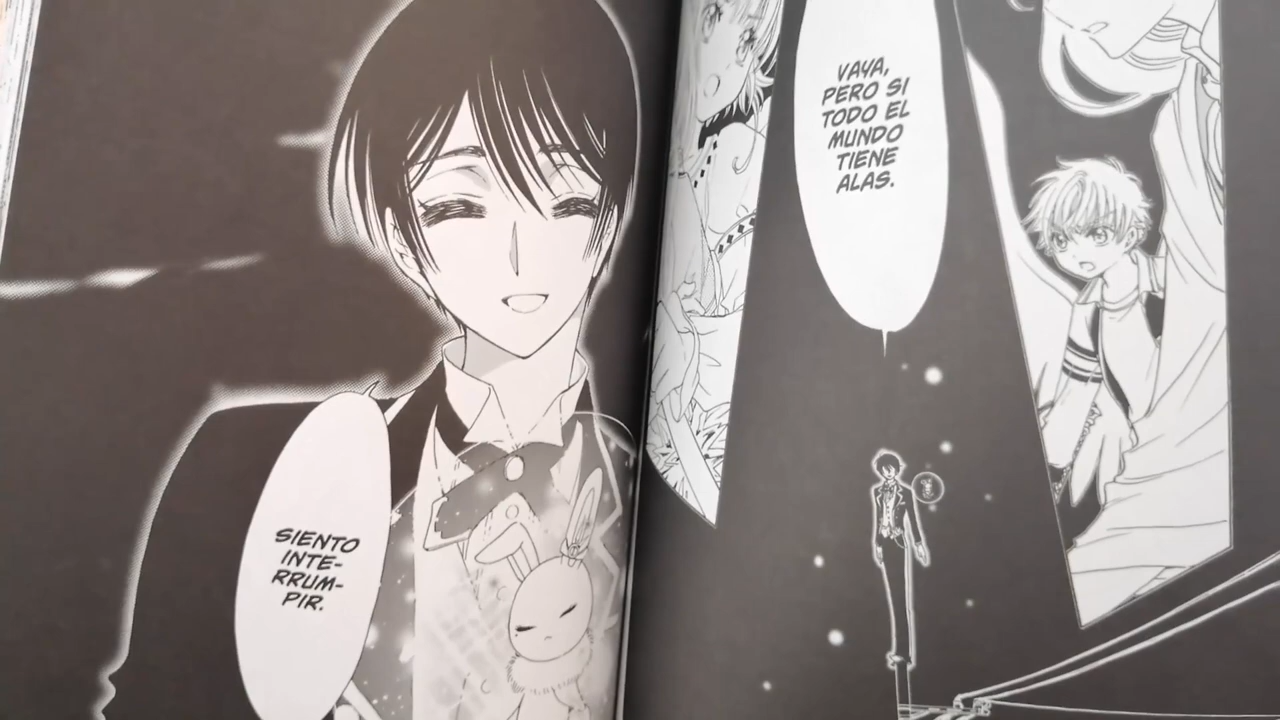 VAYA,
PERO SI
TODO EL
MUNDO
TIENE
ALAS.
SIENTO
INTE-
RRUM-
PIR.